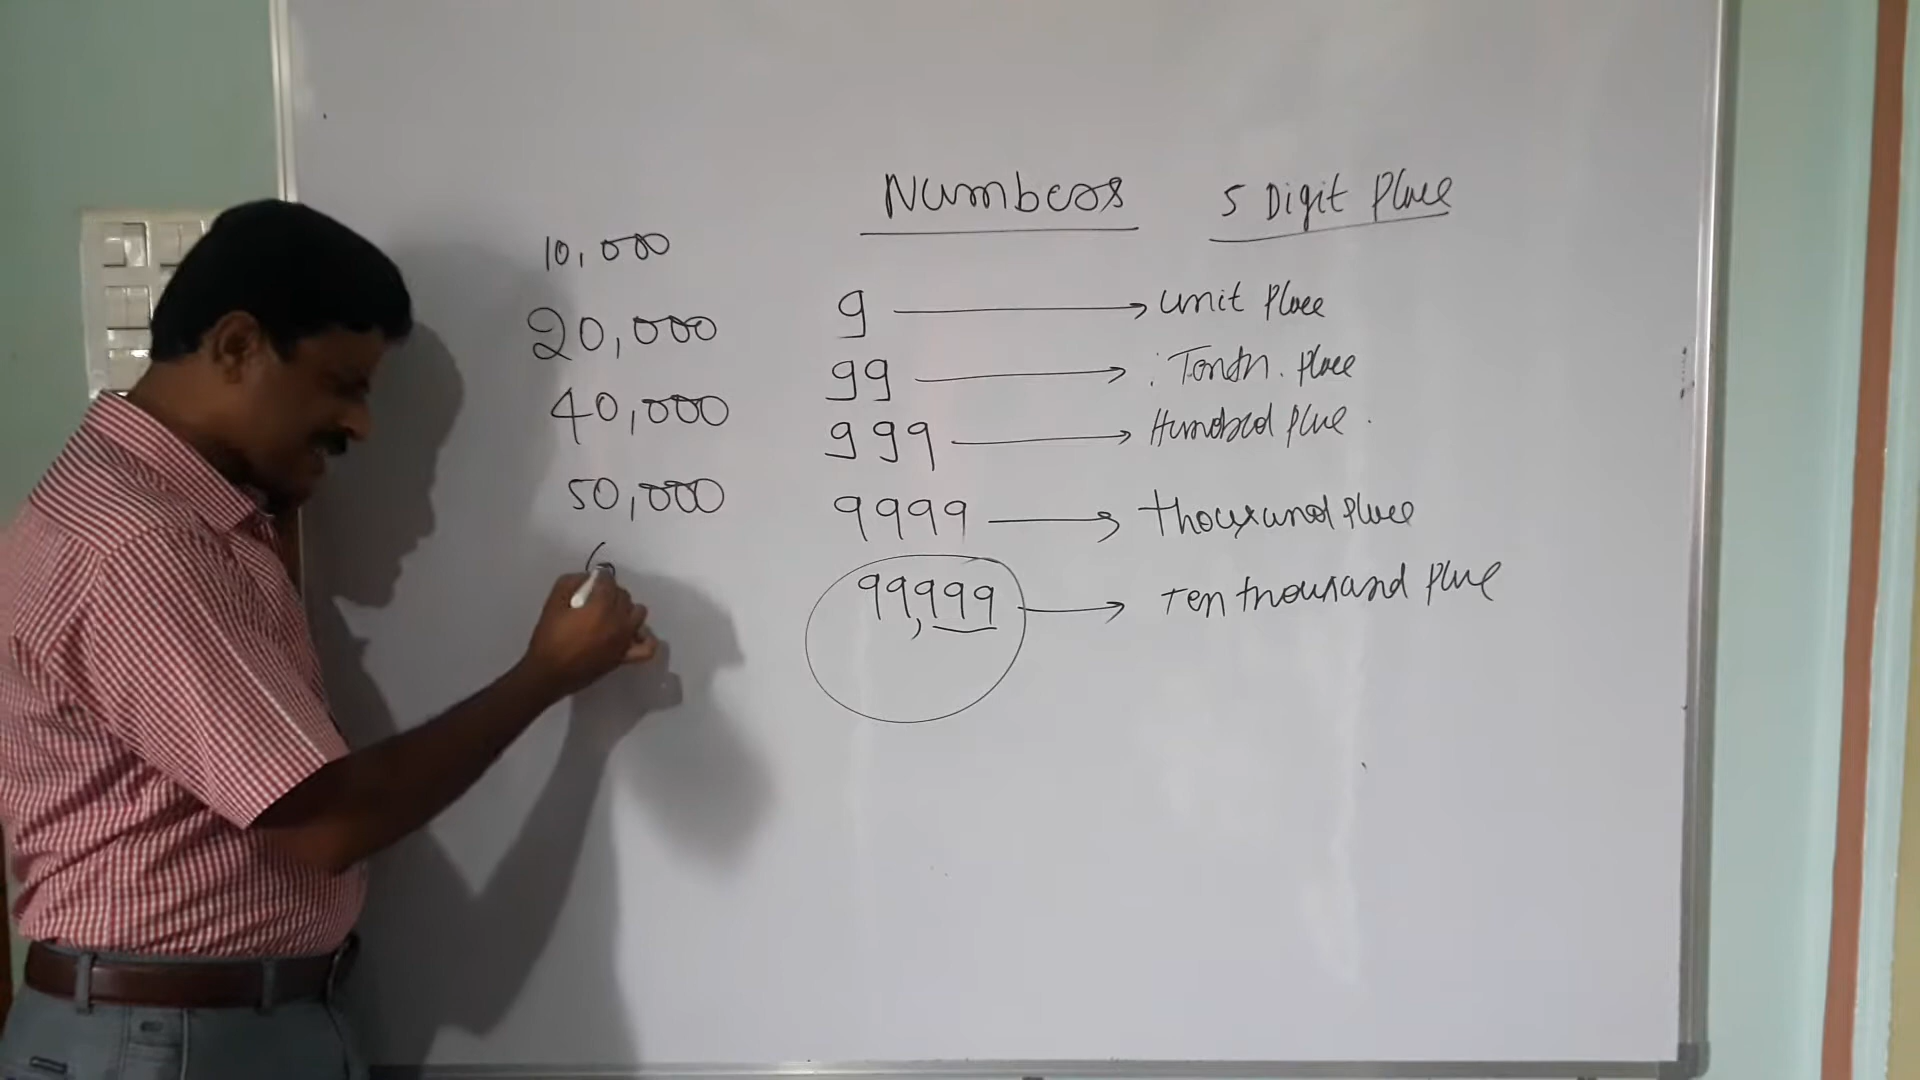 Numbers 5 Digit Place
10,000
20,000
40,000
50,000
6
9 → unit place
99 → Tenth. place
999 → Hundred place.
9999 → thousand place
99,999 → Ten thousand place